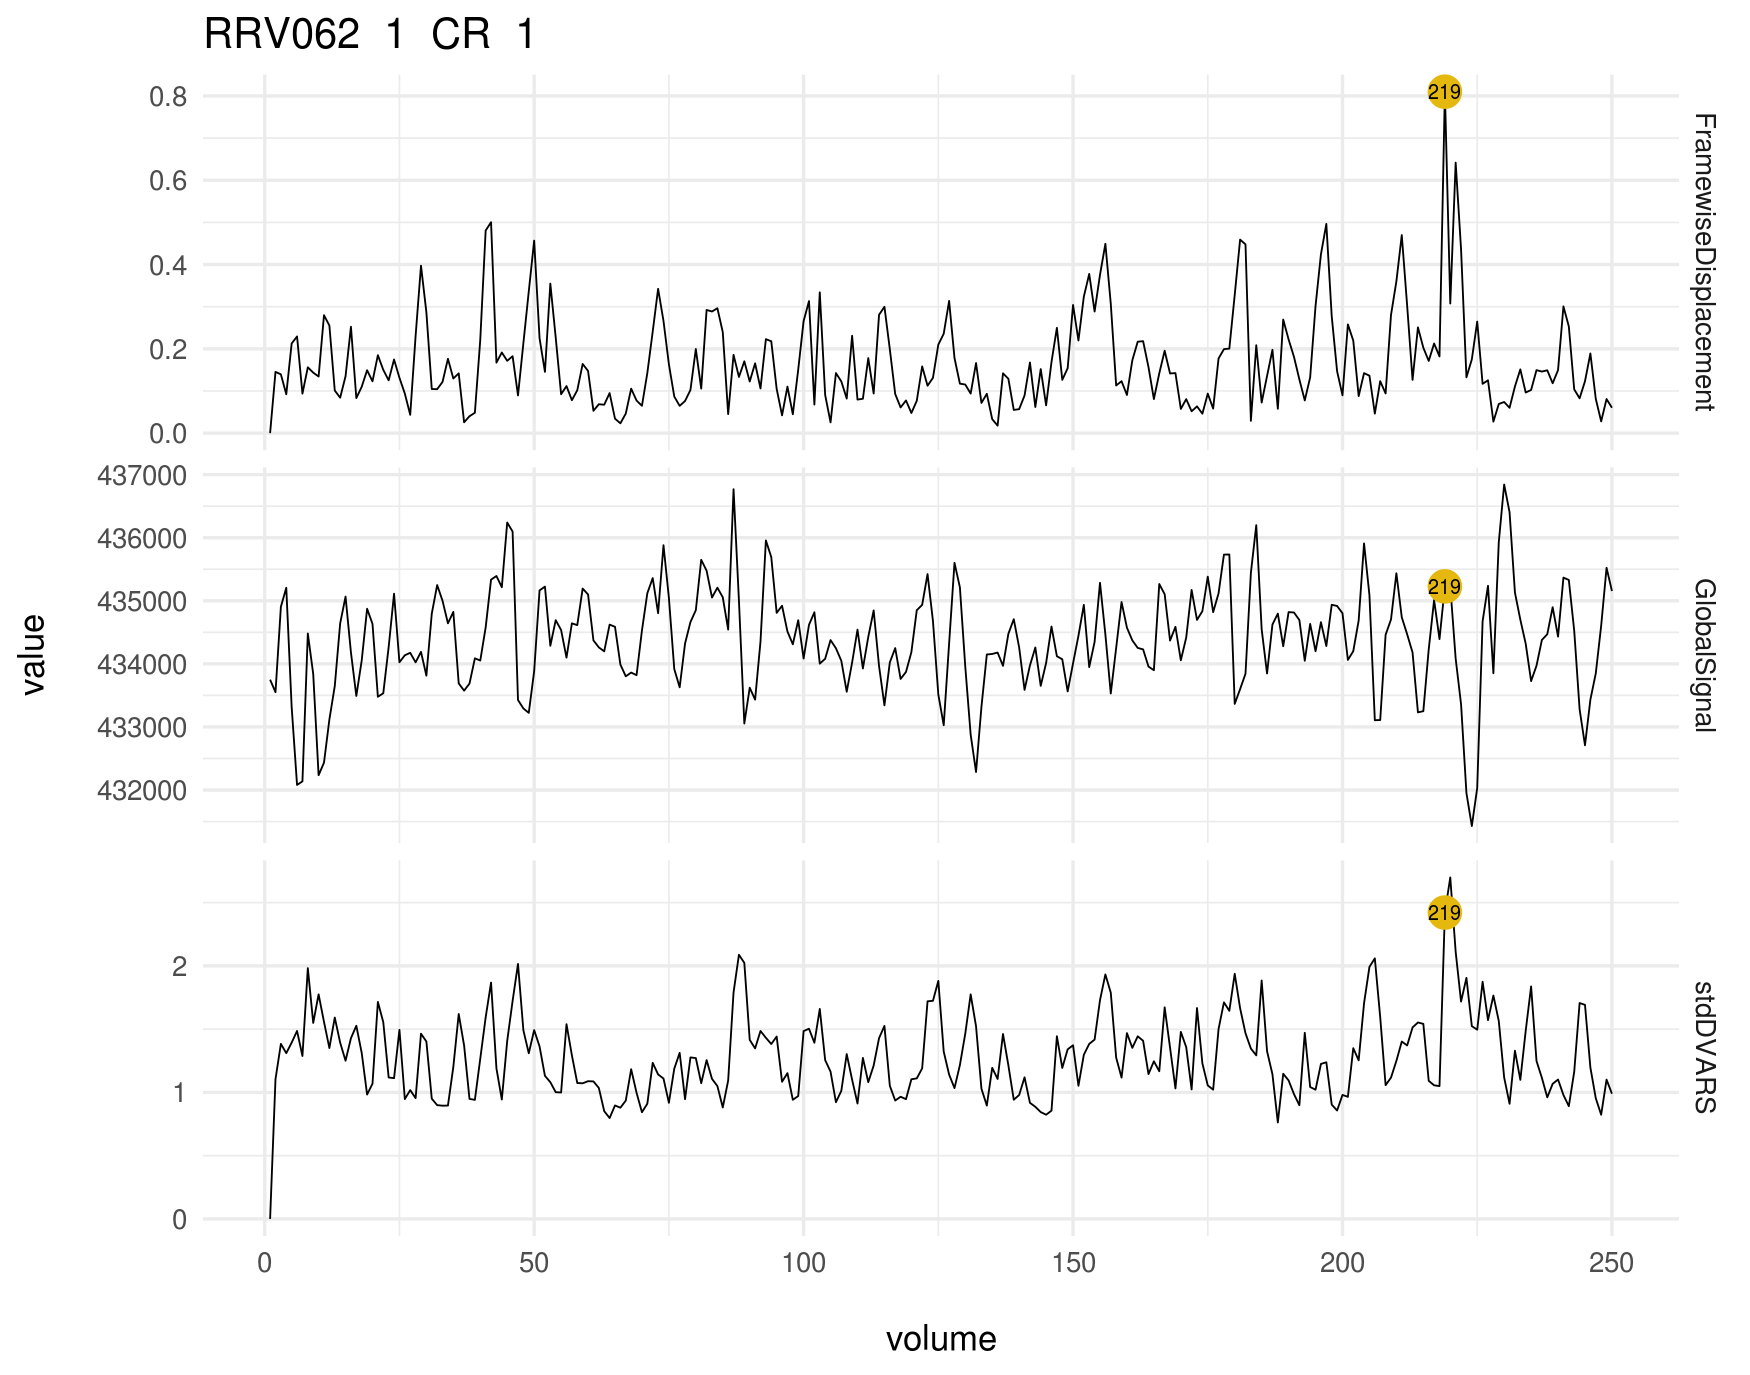 RRV062 1 CR 1
0.8
0.6
0.4
0.2
0.0
219
FramewiseDisplacement
437000
436000
435000
434000
433000
432000
219
GlobalSignal
value
2
1
0
219
stdDVARS
0 50 100 150 200 250
volume